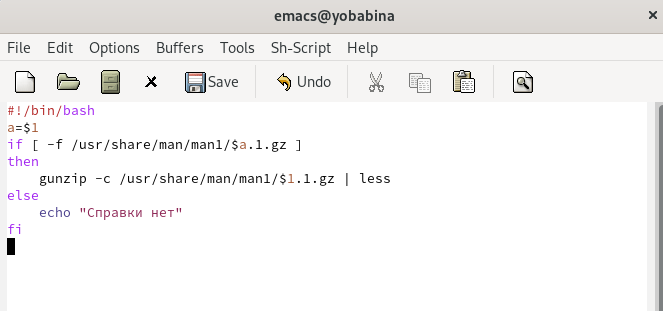 emacs@yobabina
File Edit Options Buffers Tools Sh-Script Help
Save Undo
#!/bin/bash
a=$1
if [ -f /usr/share/man/man1/$a.1.gz ]
then
    gunzip -c /usr/share/man/man1/$1.1.gz | less
else
    echo "Справки нет"
fi